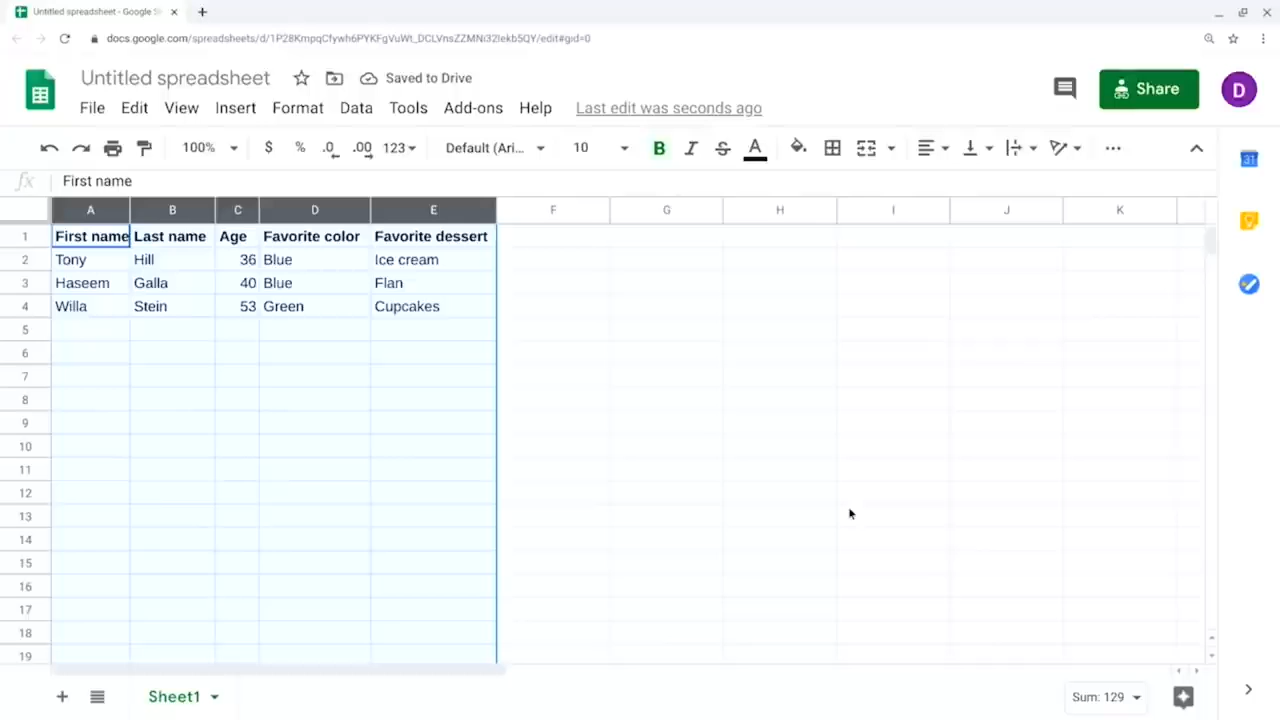 Untitled spreadsheet - Google S
docs.google.com/spreadsheets/d/1P28KmpqCfywh6PYKFgVuWt_DCLVnsZZMNi32Iekb5QY/edit#gid=0
Untitled spreadsheet Saved to Drive
File Edit View Insert Format Data Tools Add-ons Help Last edit was seconds ago
Share
D
100% $ % .0 .00 123 Default (Ari... 10 B I S A
31
fx First name
A B C D E F G H I J K
1 First name Last name Age Favorite color Favorite dessert
2 Tony Hill 36 Blue Ice cream
3 Haseem Galla 40 Blue Flan
4 Willa Stein 53 Green Cupcakes
5
6
7
8
9
10
11
12
13
14
15
16
17
18
19
Sheet1 Sum: 129